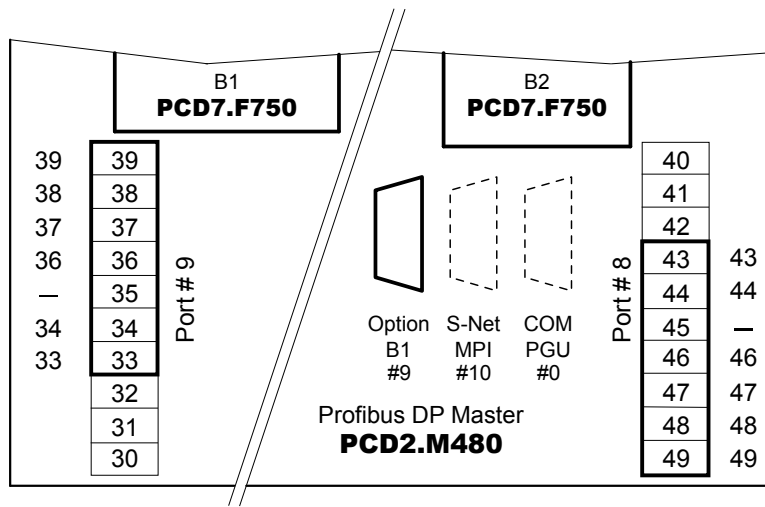 B1
PCD7.F750
B2
PCD7.F750
39 39
38 38
37 37
36 36
— 35
34 34
33 33
32
31
30
Port # 9
Option S-Net COM
B1 MPI PGU
#9 #10 #0
Profibus DP Master
PCD2.M480
Port # 8
40
41
42
43 43
44 44
45 —
46 46
47 47
48 48
49 49